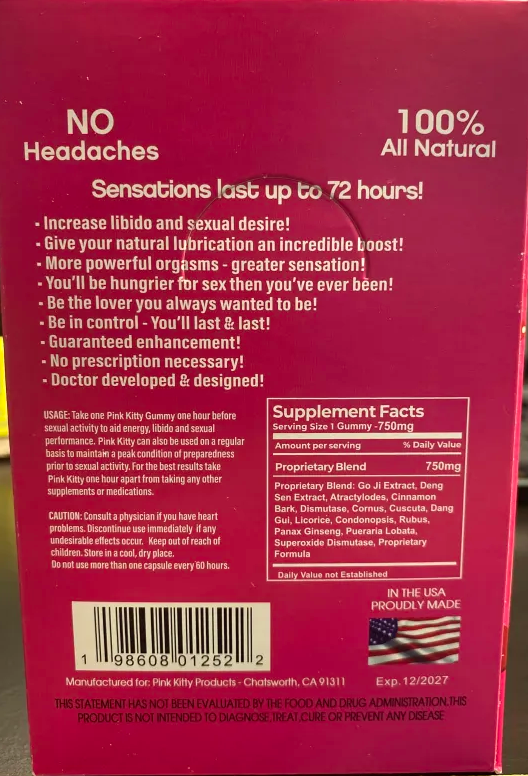 NO
Headaches
100%
All Natural
Sensations last up to 72 hours!
- Increase libido and sexual desire!
- Give your natural lubrication an incredible boost!
- More powerful orgasms - greater sensation!
- You'll be hungrier for sex then you've ever been!
- Be the lover you always wanted to be!
- Be in control - You'll last & last!
- Guaranteed enhancement!
- No prescription necessary!
- Doctor developed & designed!
USAGE: Take one Pink Kitty Gummy one hour before
sexual activity to aid energy, libido and sexual
performance. Pink Kitty can also be used on a regular
basis to maintain a peak condition of preparedness
prior to sexual activity. For the best results take
Pink Kitty one hour apart from taking any other
supplements or medications.
CAUTION: Consult a physician if you have heart
problems. Discontinue use immediately if any
undesirable effects occur. Keep out of reach of
children. Store in a cool, dry place.
Do not use more than one capsule every 60 hours.
Supplement Facts
Serving Size 1 Gummy -750mg
Amount per serving % Daily Value
Proprietary Blend 750mg
Proprietary Blend: Go Ji Extract, Deng
Sen Extract, Atractylodes, Cinnamon
Bark, Dismutase, Cornus, Cuscuta, Dang
Gui, Licorice, Condonopsis, Rubus,
Panax Ginseng, Pueraria Lobata,
Superoxide Dismutase, Proprietary
Formula
Daily Value not Established
IN THE USA
PROUDLY MADE
1 98608 01252 2
Manufactured for: Pink Kitty Products - Chatsworth, CA 91311
Exp. 12/2027
THIS STATEMENT HAS NOT BEEN EVALUATED BY THE FOOD AND DRUG ADMINISTRATION.THIS
PRODUCT IS NOT INTENDED TO DIAGNOSE,TREAT,CURE OR PREVENT ANY DISEASE